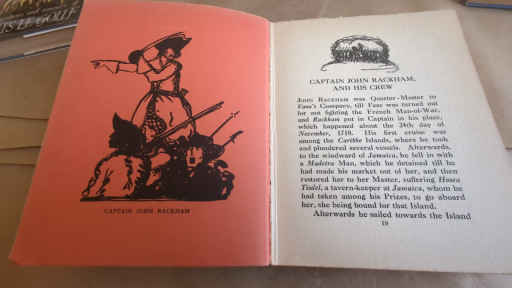 IS LE GUI
CAPTAIN JOHN RACKHAM
CAPTAIN JOHN RACKHAM,
AND HIS CREW
JOHN RACKHAM was Quarter-Master to
Vane's Company, till Vane was turned out
for not fighting the French Man-of-War,
and Rackham put in Captain in his place,
which happened about the 24th day of
November, 1718. His first cruise was
among the Caribbe Islands, where he took
and plundered several vessels. Afterwards,
to the windward of Jamaica, he fell in with
a Madeira Man, which he detained till he
had made his market out of her, and then
restored her to her Master, suffering Hosea
Tisdel, a tavern-keeper at Jamaica, whom he
had taken among his Prizes, to go aboard
her, she being bound for that Island.
Afterwards he sailed towards the Island
19